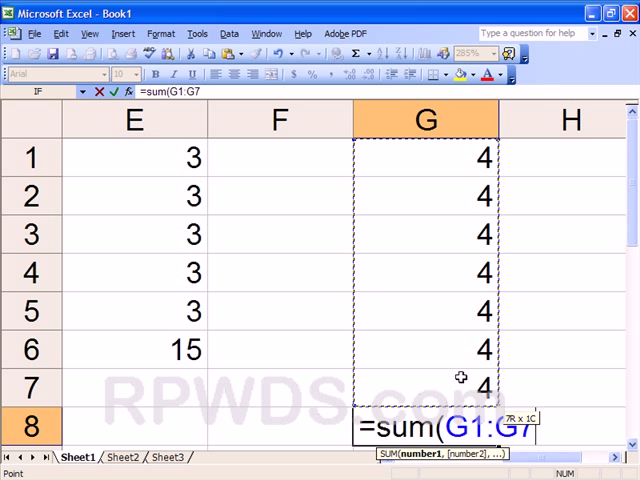 Microsoft Excel - Book1
File Edit View Insert Format Tools Data Window Help Adobe PDF
Type a question for help
285%
Arial 10 B I U $ % ,
IF =sum(G1:G7
E F G H
1 3 4
2 3 4
3 3 4
4 3 4
5 3 4
6 15 4
7 4
RPWDS.com
8 =sum(G1:G7
7R x 1C
SUM(number1, [number2], ...)
Sheet1 Sheet2 Sheet3
Point NUM